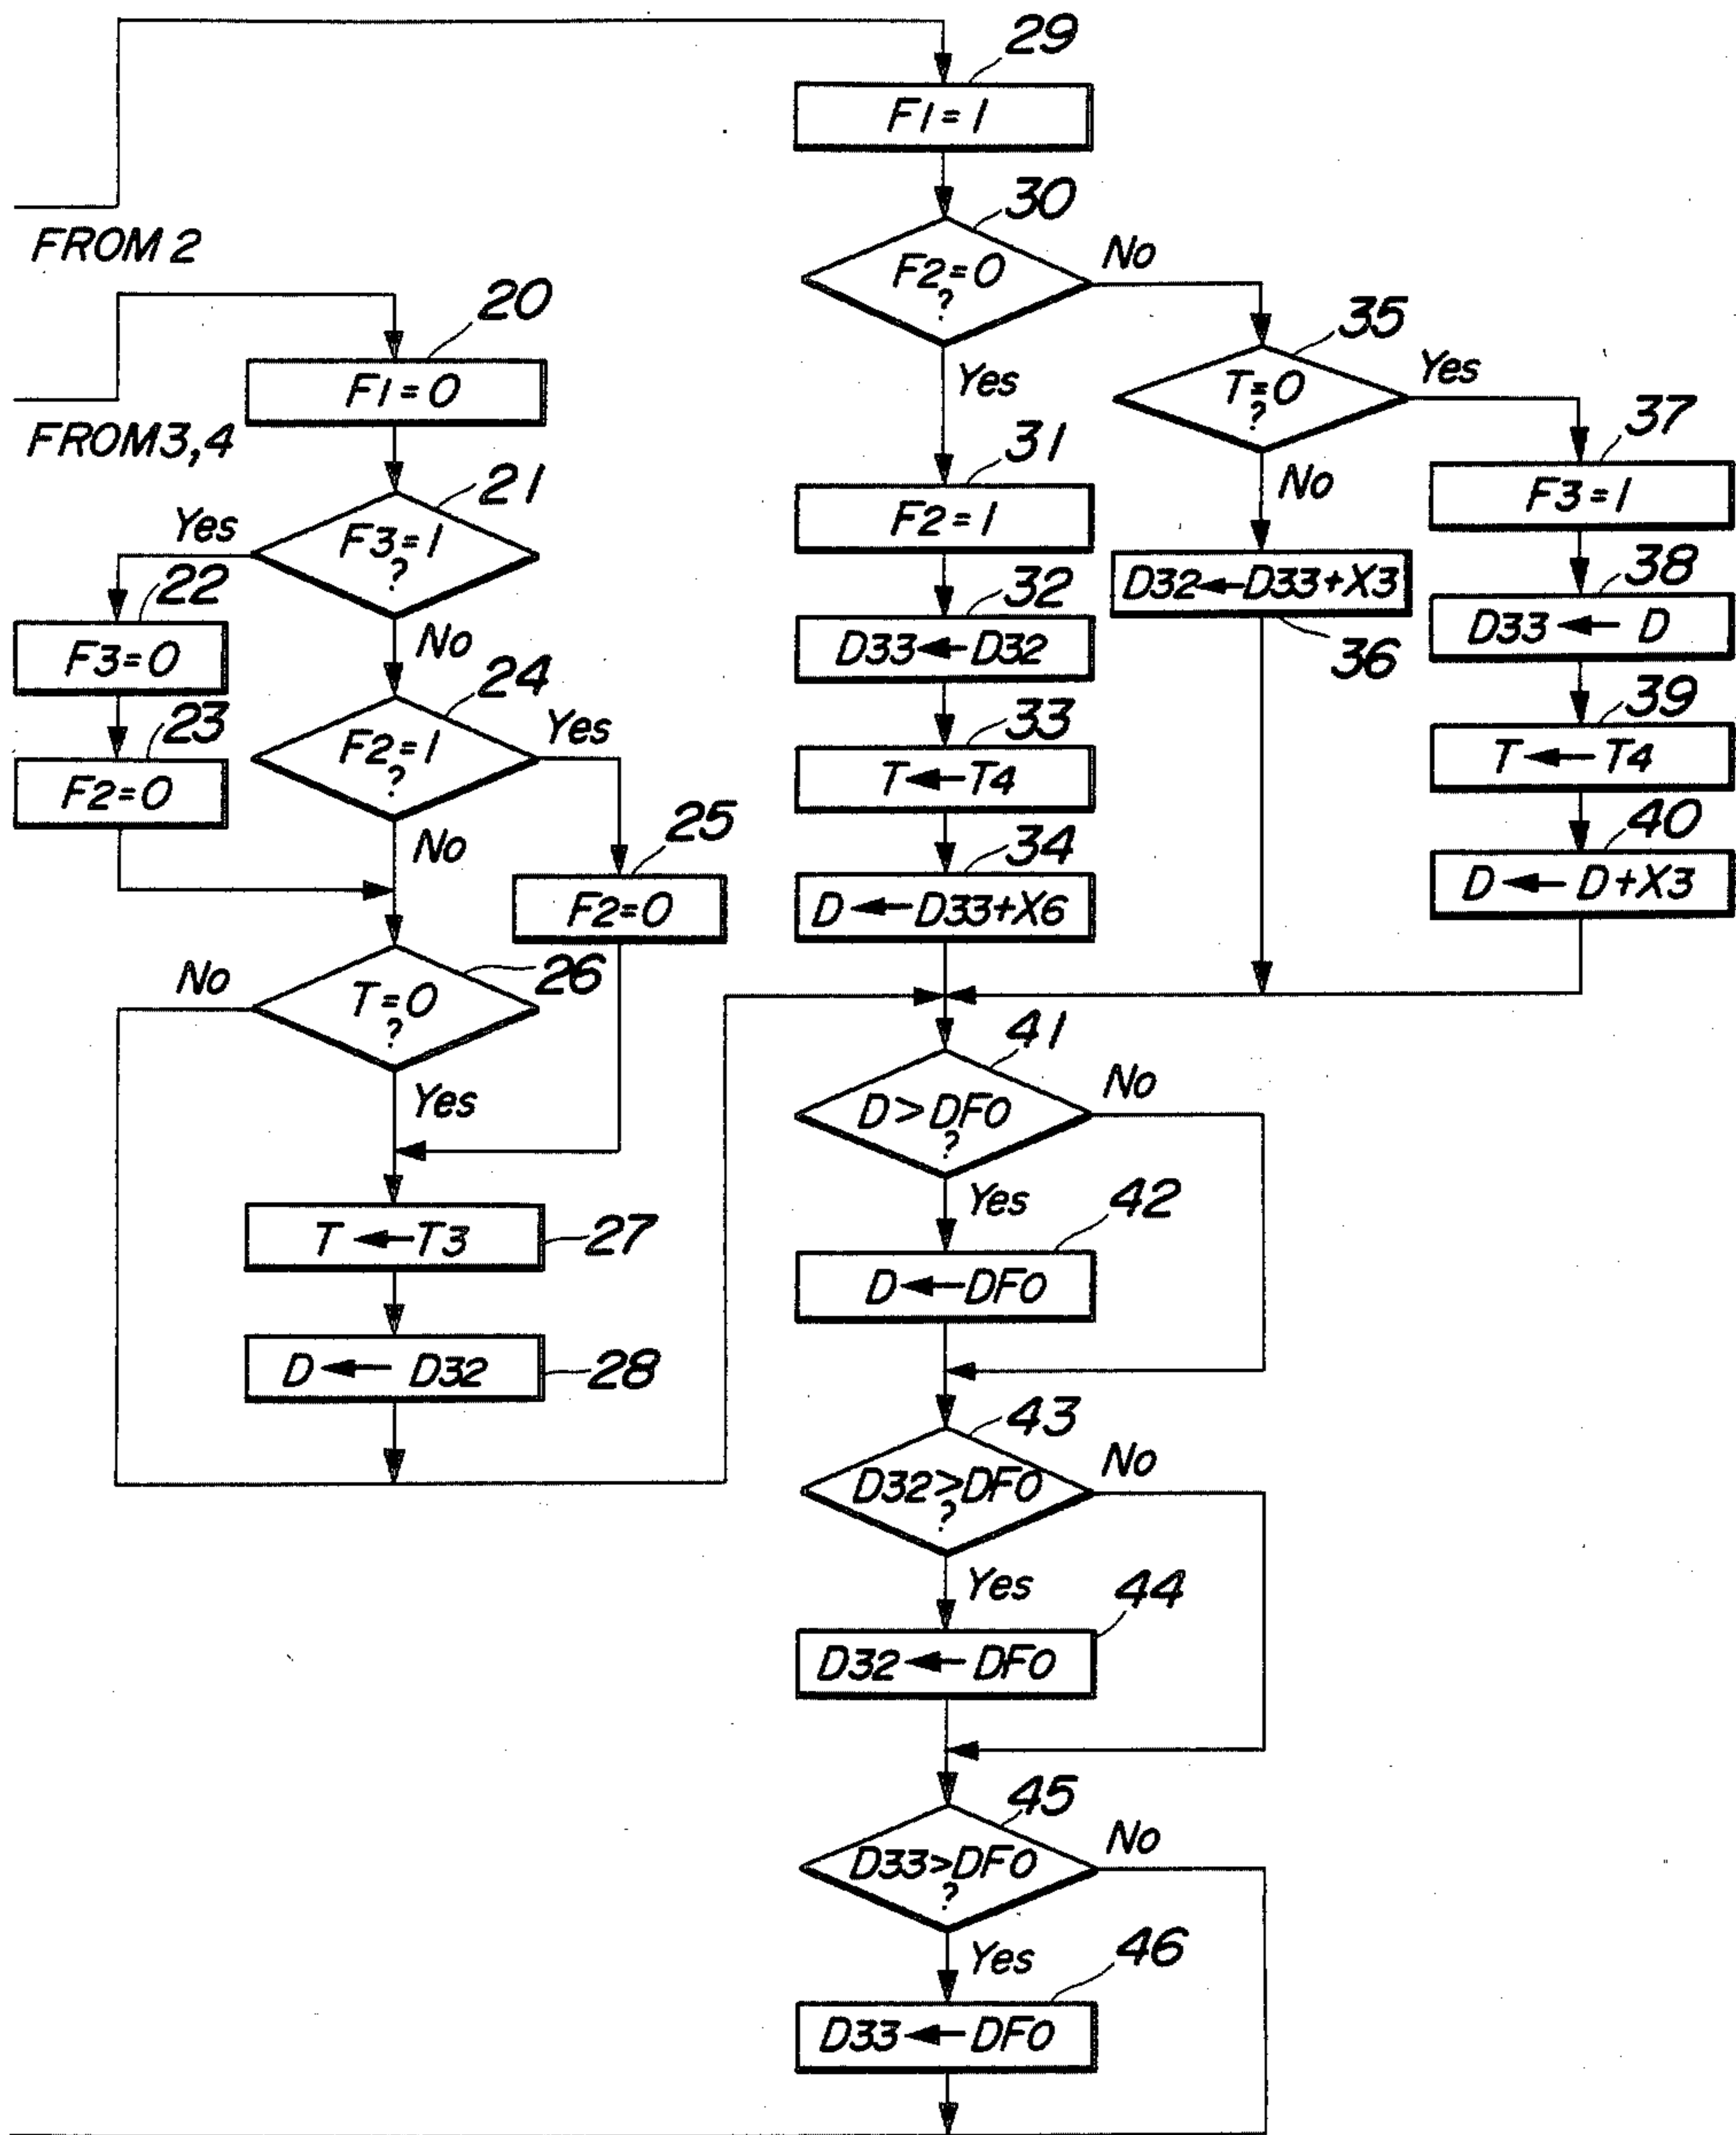 29
F1=1
30
F2=0
?
No
Yes
FROM 2
20
F1=0
FROM 3,4
21
F3=1
?
Yes
No
22
F3=0
23
F2=0
24
F2=1
?
Yes
No
25
F2=0
26
T=0
?
No
Yes
T←T3
27
D← D32
28
31
F2=1
32
D33←D32
33
T←T4
34
D←D33+X6
35
T=0
?
Yes
No
D32←D33+X3
36
37
F3=1
38
D33← D
39
T← T4
40
D← D+X3
41
D>DF0
?
No
Yes
42
D←DF0
43
D32>DF0
?
No
Yes
44
D32←DF0
45
D33>DF0
?
No
Yes
46
D33←DF0